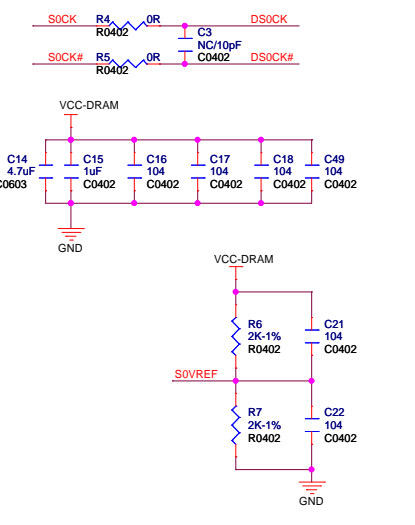 S0CK R4 0R DS0CK
R0402
C3
NC/10pF
C0402
S0CK# R5 0R DS0CK#
R0402
VCC-DRAM
C14 C15 C16 C17 C18 C49
4.7uF 1uF 104 104 104 104
C0603 C0402 C0402 C0402 C0402 C0402
GND
VCC-DRAM
R6 C21
2K-1% 104
R0402 C0402
S0VREF
R7 C22
2K-1% 104
R0402 C0402
GND